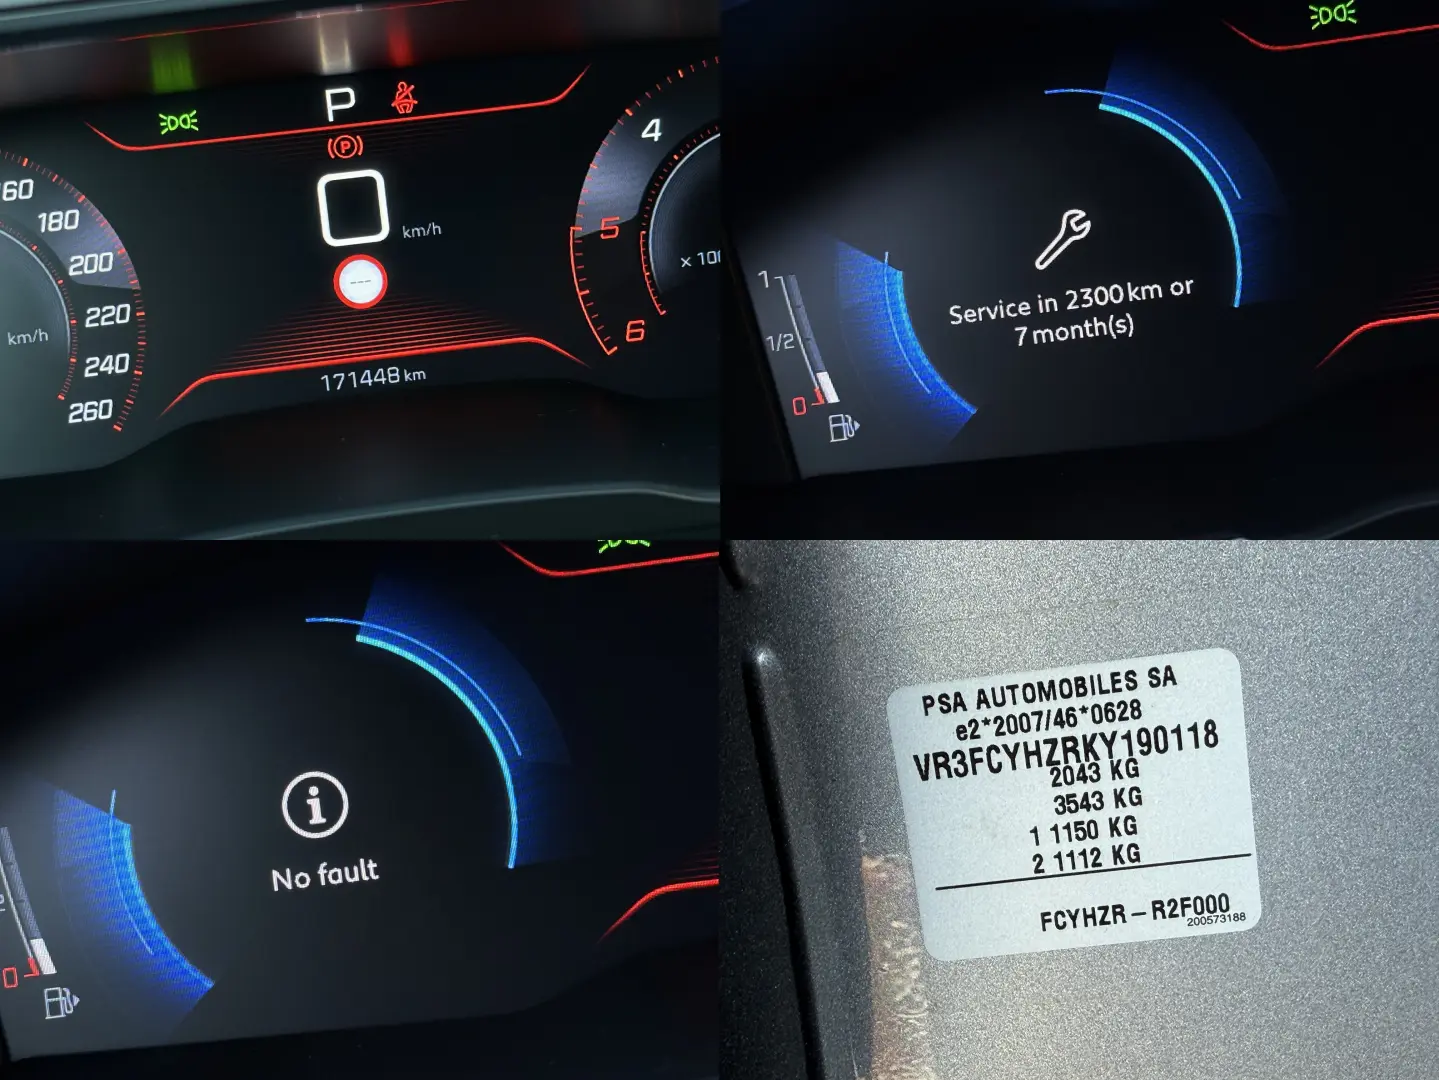 P
(P)
0
km/h
---
60
180
200
220
240
260
km/h
4
5
6
171448 km
Service in 2300 km or
7 month(s)
1
1/2
0
No fault
0
PSA AUTOMOBILES SA
e2*2007/46*0628
VR3FCYHZRKY190118
2043 KG
3543 KG
1 1150 KG
2 1112 KG
FCYHZR – R2F000
200573188